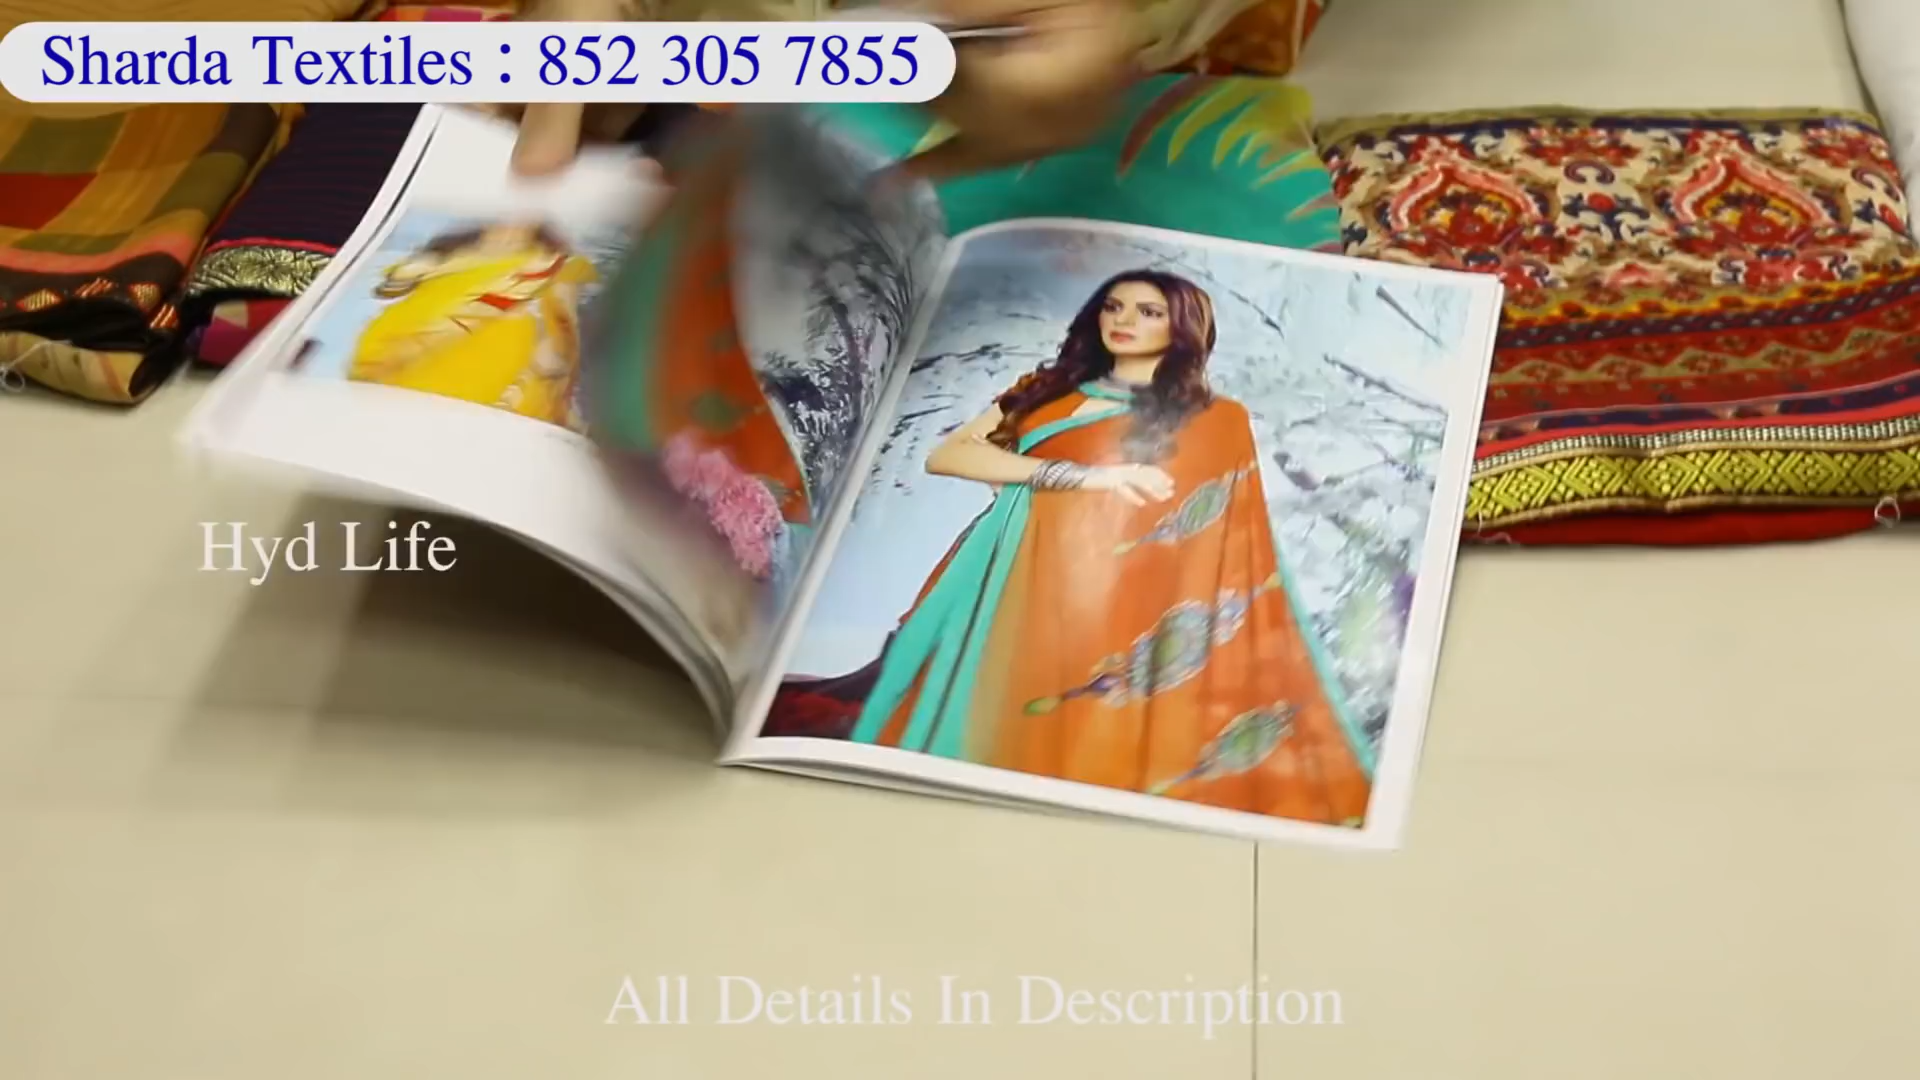 Sharda Textiles : 852 305 7855
Hyd Life
All Details In Description